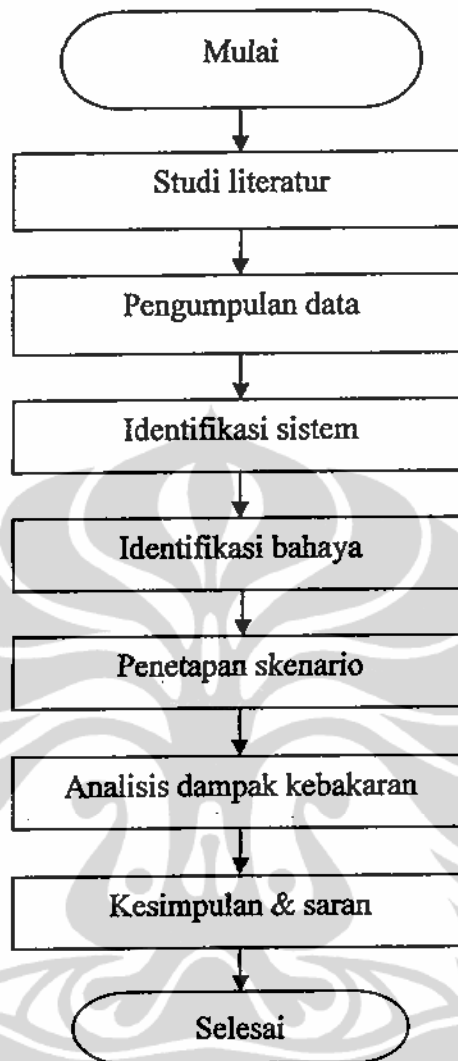 Mulai
Studi literatur
Pengumpulan data
Identifikasi sistem
Identifikasi bahaya
Penetapan skenario
Analisis dampak kebakaran
Kesimpulan & saran
Selesai